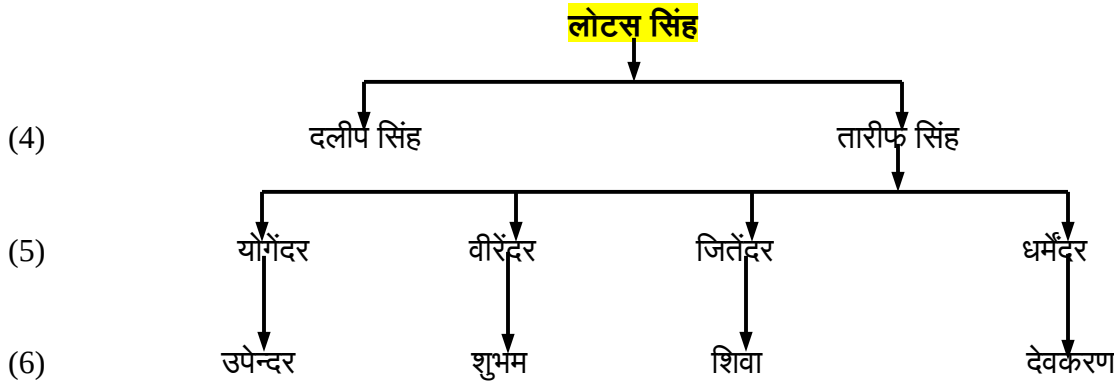 लोटस सिंह
(4) दलीप सिंह तारीफ सिंह
(5) योगेंदर वीरेंदर जितेंदर धर्मेंदर
(6) उपेन्दर शुभम शिवा देवकरण